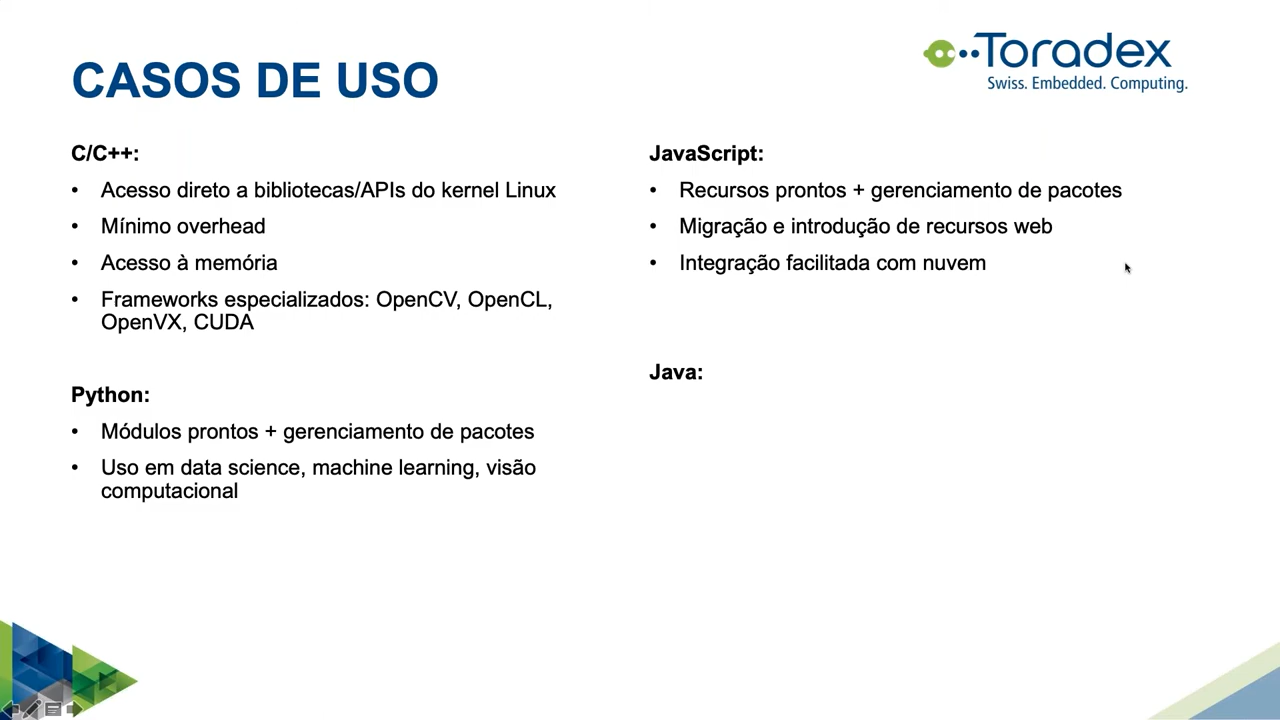 CASOS DE USO
Toradex
Swiss. Embedded. Computing.
C/C++:
• Acesso direto a bibliotecas/APIs do kernel Linux
• Mínimo overhead
• Acesso à memória
• Frameworks especializados: OpenCV, OpenCL,
OpenVX, CUDA
Python:
• Módulos prontos + gerenciamento de pacotes
• Uso em data science, machine learning, visão
computacional
JavaScript:
• Recursos prontos + gerenciamento de pacotes
• Migração e introdução de recursos web
• Integração facilitada com nuvem
Java: